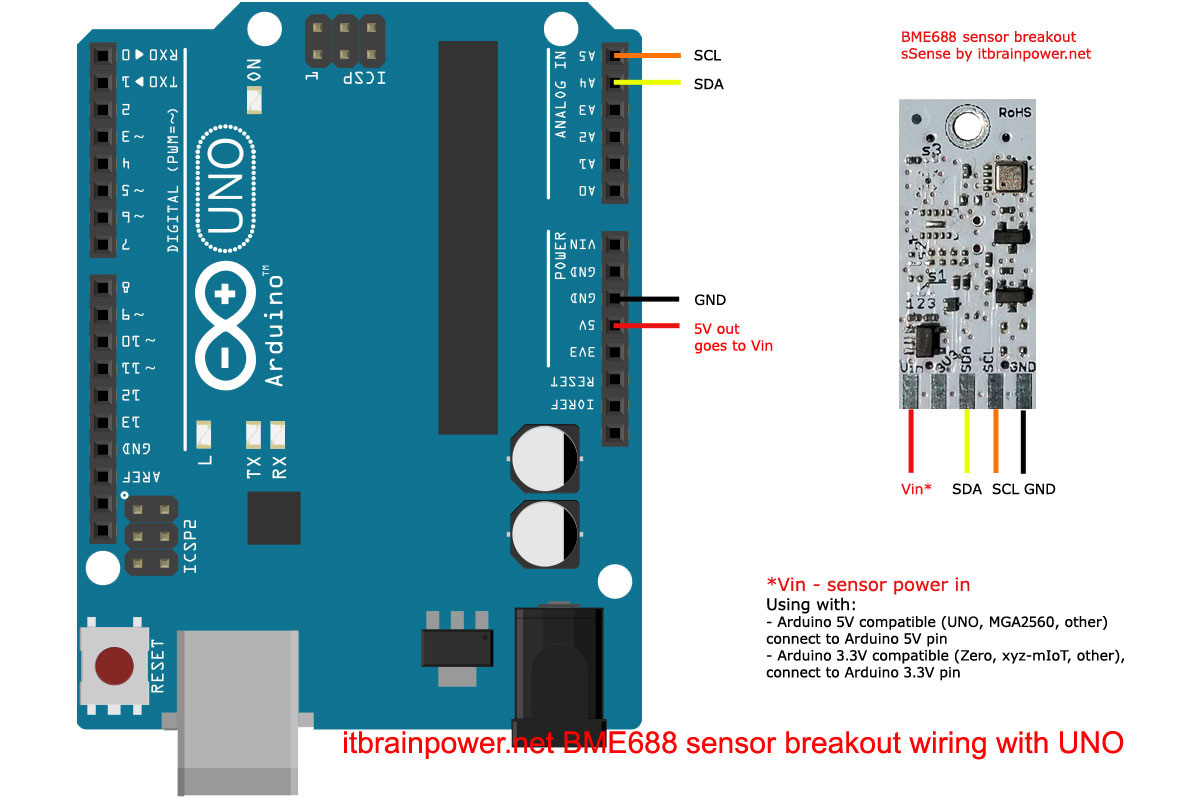 RXD
TXD
0
1
2
3 ~
4
5 ~
6 ~
7
8
9 ~
10 ~
11 ~
12
13
GND
AREF
DIGITAL (PWM=~)
ON
1 ICSP
UNO
Arduino™
L
TX
RX
ICSP2
RESET
ANALOG IN
A5
A4
A3
A2
A1
A0
POWER
VIN
GND
GND
5V
3V3
RESET
IOREF
SCL
SDA
GND
5V out
goes to Vin
BME688 sensor breakout
sSense by itbrainpower.net
RoHS
s3
s2
s1
123
3V3
SDA
SCL
GND
Vin*
SDA
SCL
GND
*Vin - sensor power in
Using with:
- Arduino 5V compatible (UNO, MGA2560, other)
connect to Arduino 5V pin
- Arduino 3.3V compatible (Zero, xyz-mIoT, other),
connect to Arduino 3.3V pin
itbrainpower.net BME688 sensor breakout wiring with UNO